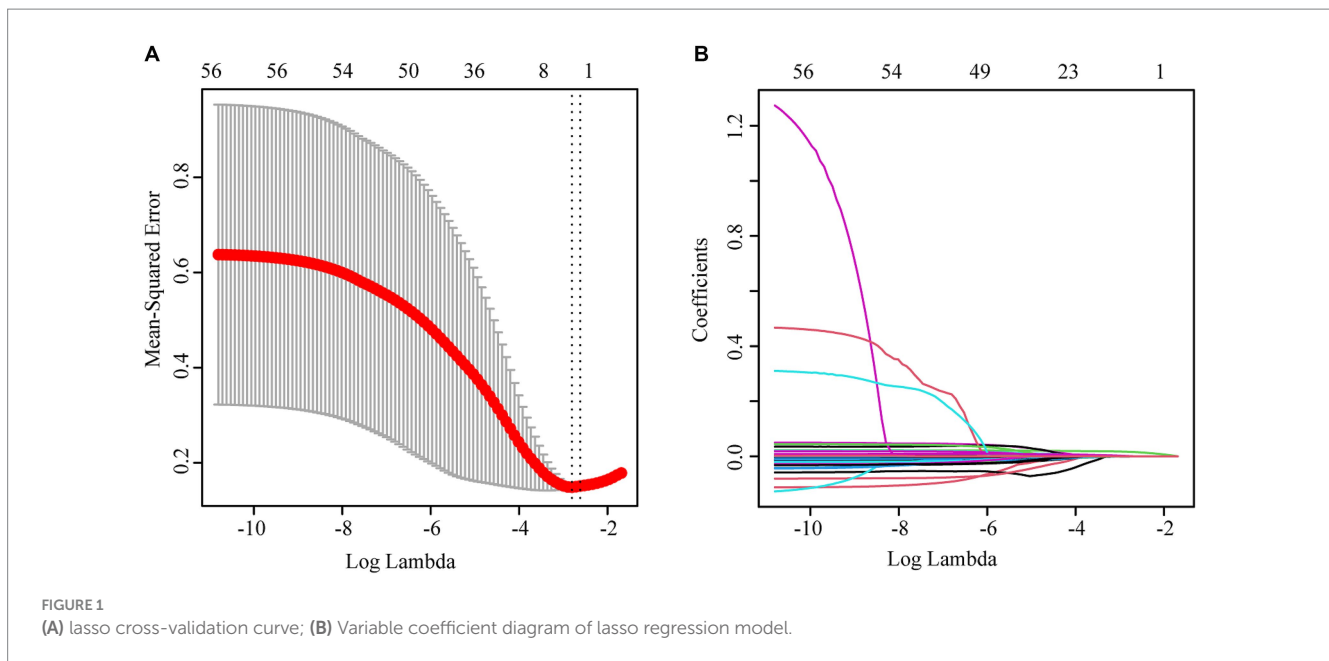 A
B
56 56 54 50 36 8 1
56 54 49 23 1
0.8
0.6
0.4
0.2
Mean-Squared Error
-10 -8 -6 -4 -2
Log Lambda
1.2
0.8
0.4
0.0
Coefficients
-10 -8 -6 -4 -2
Log Lambda
FIGURE 1
(A) lasso cross-validation curve; (B) Variable coefficient diagram of lasso regression model.